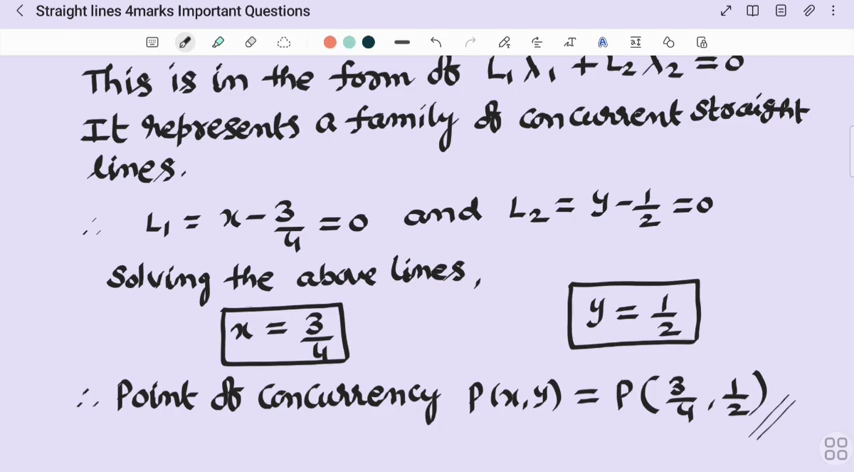 Straight lines 4marks Important Questions
This is in the form of L₁λ₁ + L₂λ₂ = 0
It represents a family of concurrent straight
lines.
∴ L₁ = x - 3/4 = 0 and L₂ = y - 1/2 = 0
Solving the above lines,
x = 3/4 y = 1/2
∴ Point of concurrency P(x,y) = P(3/4, 1/2)